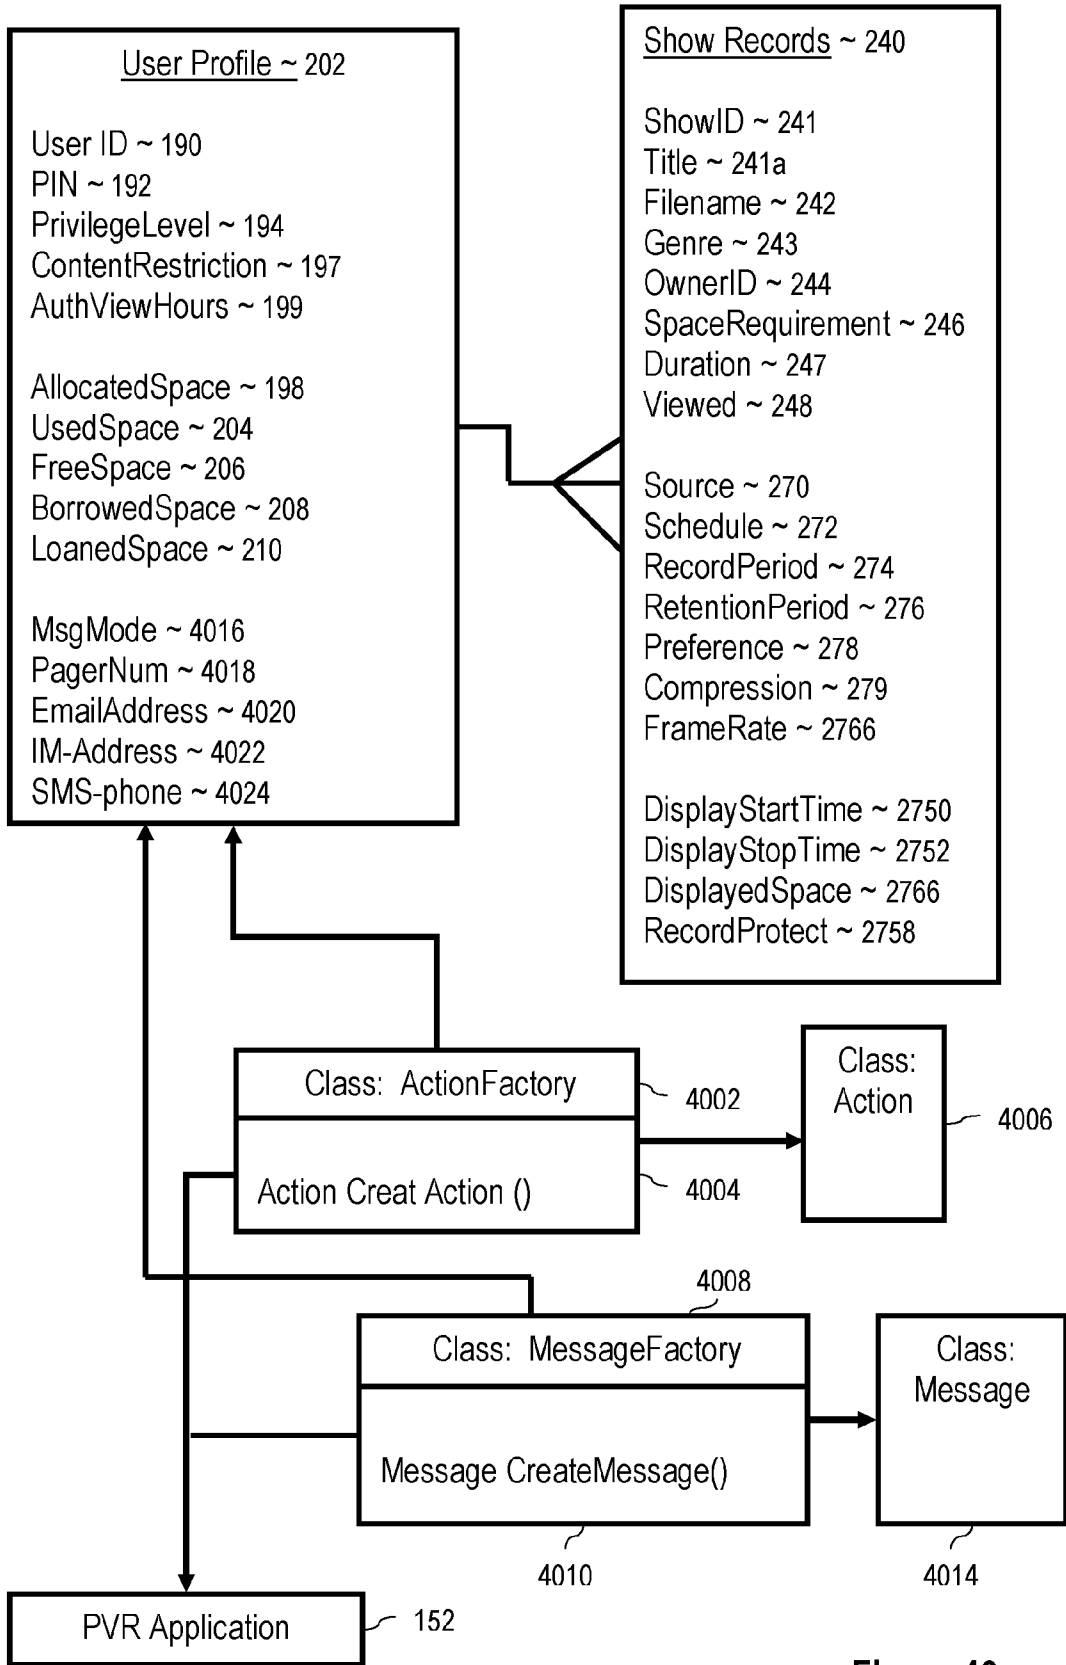 User Profile ~ 202
User ID ~ 190
PIN ~ 192
PrivilegeLevel ~ 194
ContentRestriction ~ 197
AuthViewHours ~ 199
AllocatedSpace ~ 198
UsedSpace ~ 204
FreeSpace ~ 206
BorrowedSpace ~ 208
LoanedSpace ~ 210
MsgMode ~ 4016
PagerNum ~ 4018
EmailAddress ~ 4020
IM-Address ~ 4022
SMS-phone ~ 4024
Show Records ~ 240
ShowID ~ 241
Title ~ 241a
Filename ~ 242
Genre ~ 243
OwnerID ~ 244
SpaceRequirement ~ 246
Duration ~ 247
Viewed ~ 248
Source ~ 270
Schedule ~ 272
RecordPeriod ~ 274
RetentionPeriod ~ 276
Preference ~ 278
Compression ~ 279
FrameRate ~ 2766
DisplayStartTime ~ 2750
DisplayStopTime ~ 2752
DisplayedSpace ~ 2766
RecordProtect ~ 2758
Class: ActionFactory
4002
Action Creat Action ()
4004
Class:
Action
4006
4008
Class: MessageFactory
Message CreateMessage()
4010
Class:
Message
4014
PVR Application
152